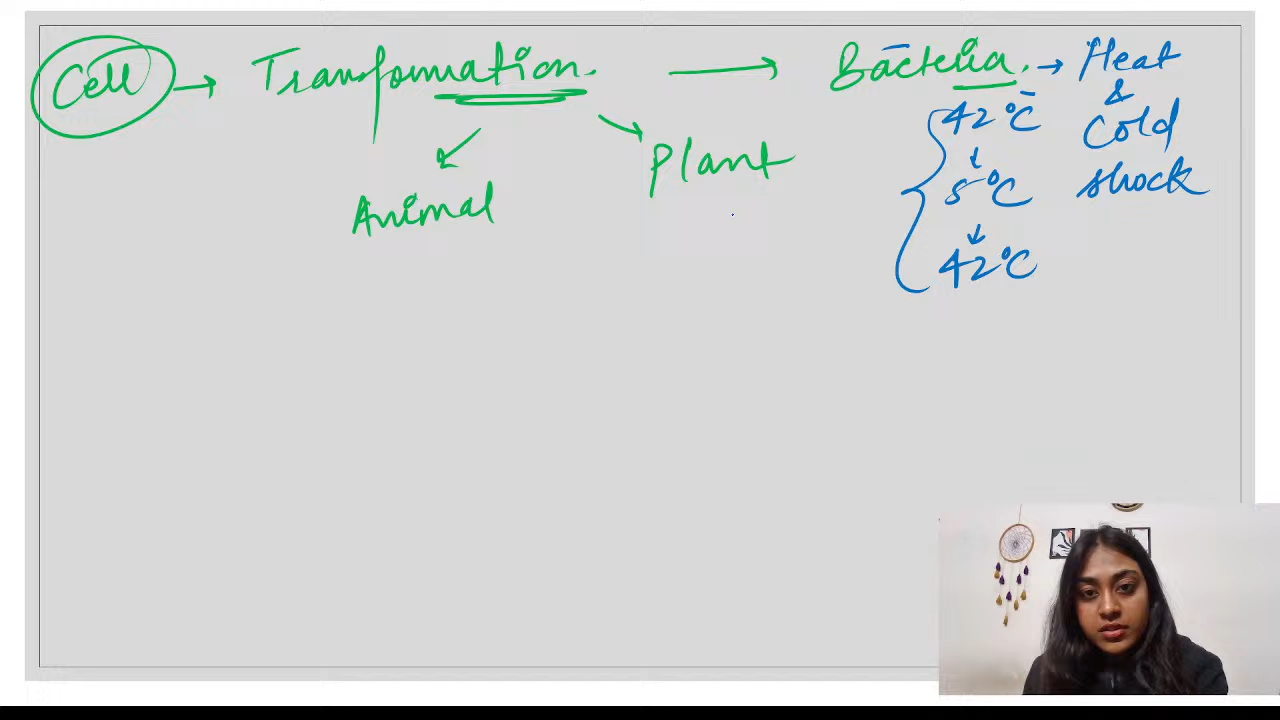 Cell → Transformation. → Bacteria. → Heat
&
Cold
shock
42°C
↓
5°C
↓
42°C
Plant
Animal